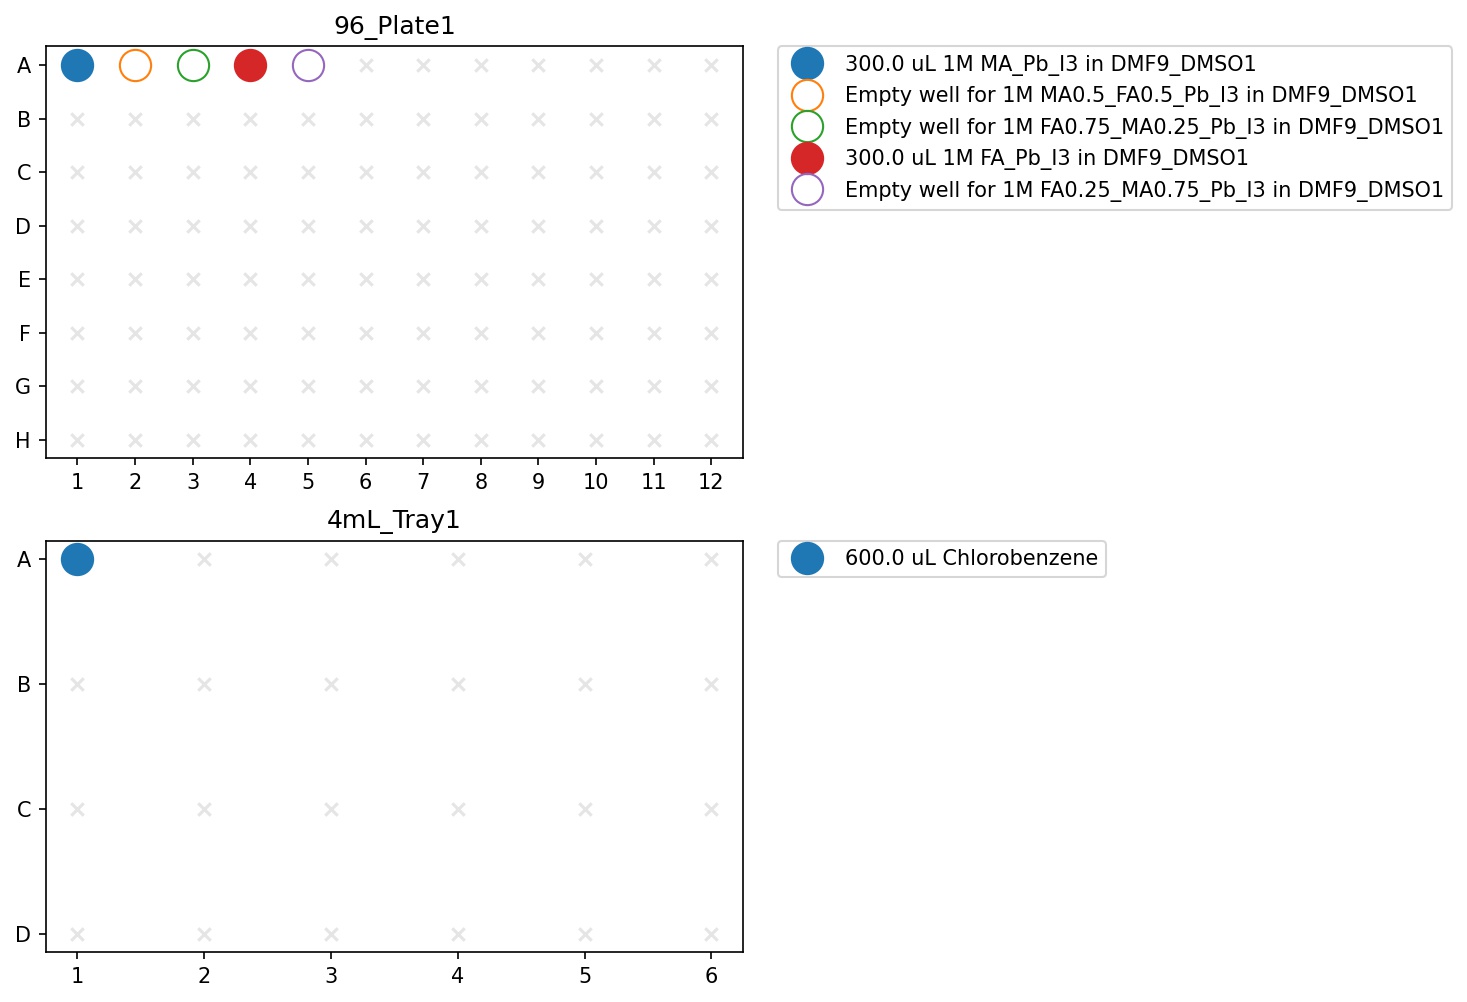 96_Plate1
A
B
C
D
E
F
G
H
1 2 3 4 5 6 7 8 9 10 11 12
300.0 uL 1M MA_Pb_I3 in DMF9_DMSO1
Empty well for 1M MA0.5_FA0.5_Pb_I3 in DMF9_DMSO1
Empty well for 1M FA0.75_MA0.25_Pb_I3 in DMF9_DMSO1
300.0 uL 1M FA_Pb_I3 in DMF9_DMSO1
Empty well for 1M FA0.25_MA0.75_Pb_I3 in DMF9_DMSO1
4mL_Tray1
A
B
C
D
1 2 3 4 5 6
600.0 uL Chlorobenzene